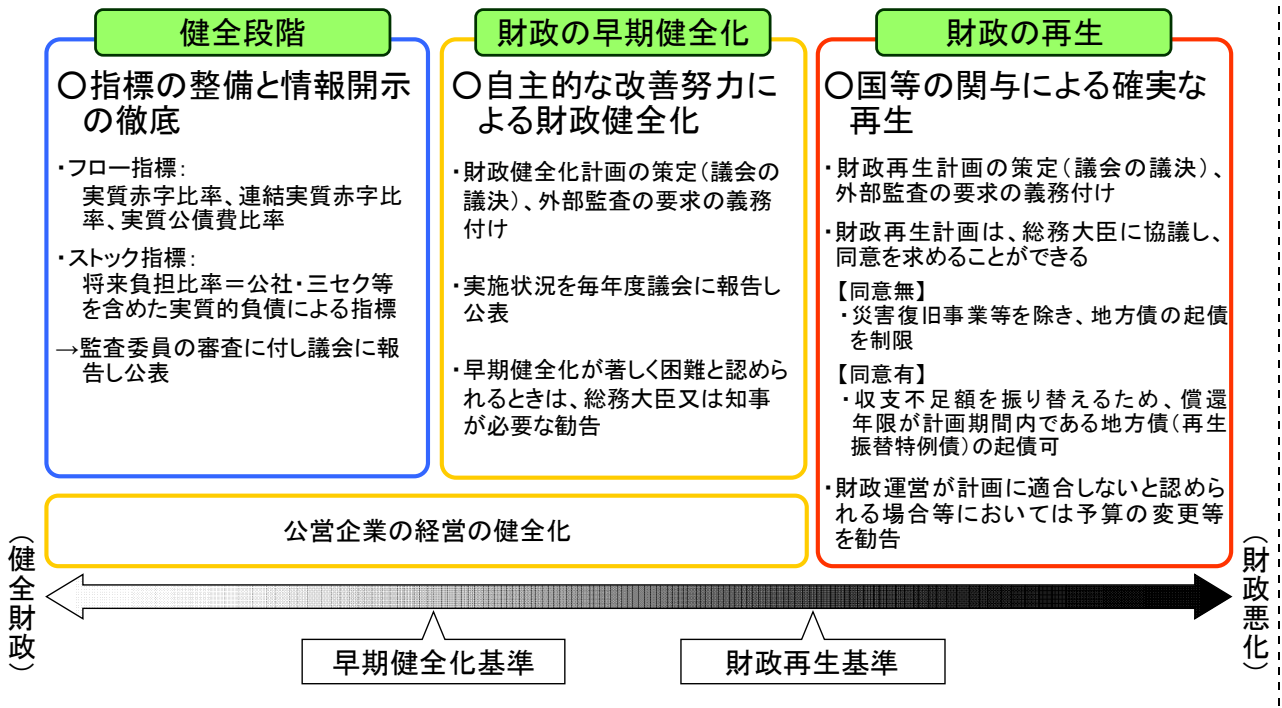 健全段階
〇指標の整備と情報開示
の徹底
・フロー指標：
実質赤字比率、連結実質赤字比
率、実質公債費比率
・ストック指標：
将来負担比率＝公社・三セク等
を含めた実質的負債による指標
→監査委員の審査に付し議会に報
告し公表
財政の早期健全化
〇自主的な改善努力に
よる財政健全化
・財政健全化計画の策定（議会の
議決）、外部監査の要求の義務
付け
・実施状況を毎年度議会に報告し
公表
・早期健全化が著しく困難と認めら
れるときは、総務大臣又は知事
が必要な勧告
財政の再生
〇国等の関与による確実な
再生
・財政再生計画の策定（議会の議決）、
外部監査の要求の義務付け
・財政再生計画は、総務大臣に協議し、
同意を求めることができる
【同意無】
・災害復旧事業等を除き、地方債の起債
を制限
【同意有】
・収支不足額を振り替えるため、償還
年限が計画期間内である地方債（再生
振替特例債）の起債可
・財政運営が計画に適合しないと認めら
れる場合等においては予算の変更等
を勧告
公営企業の経営の健全化
（健全財政）
（財政悪化）
早期健全化基準
財政再生基準